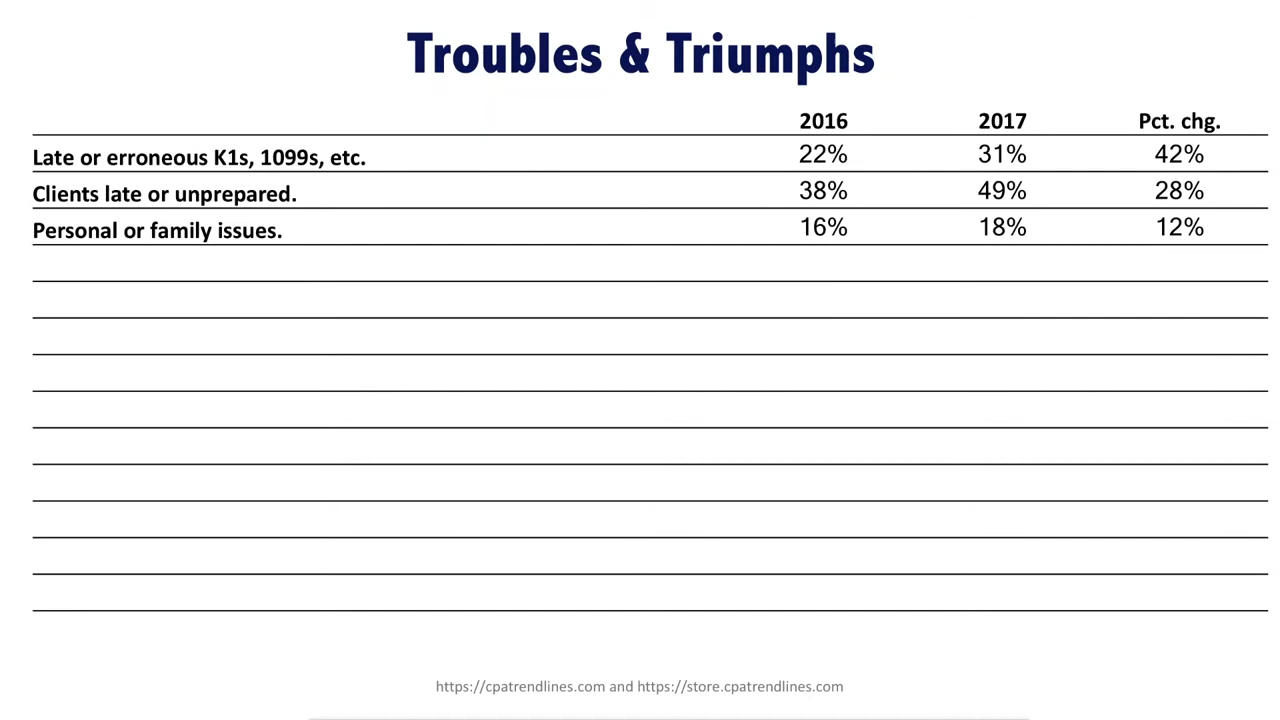 Troubles & Triumphs
2016 2017 Pct. chg.
Late or erroneous K1s, 1099s, etc. 22% 31% 42%
Clients late or unprepared. 38% 49% 28%
Personal or family issues. 16% 18% 12%
https://cpatrendlines.com and https://store.cpatrendlines.com